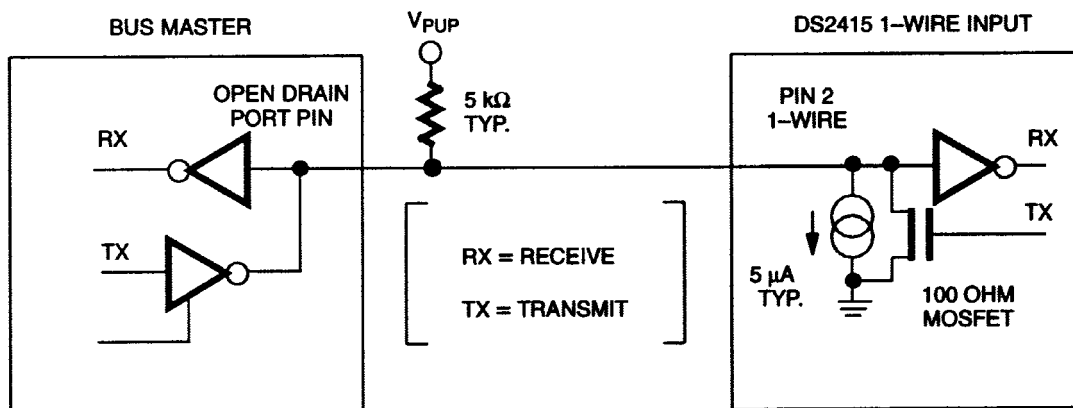 BUS MASTER
VPUP
DS2415 1–WIRE INPUT
OPEN DRAIN
PORT PIN
RX
5 kΩ
TYP.
PIN 2
1–WIRE
RX
TX
TX
RX = RECEIVE
TX = TRANSMIT
5 µA
TYP.
100 OHM
MOSFET